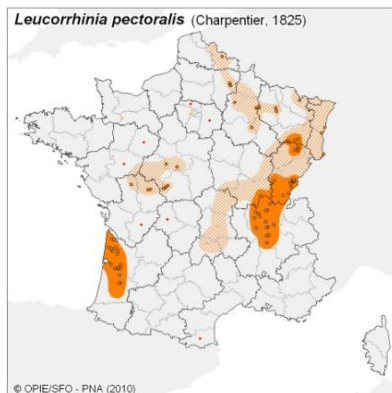 Leucorrhinia pectoralis (Charpentier, 1825)
© OPIE/SFO - PNA (2010)